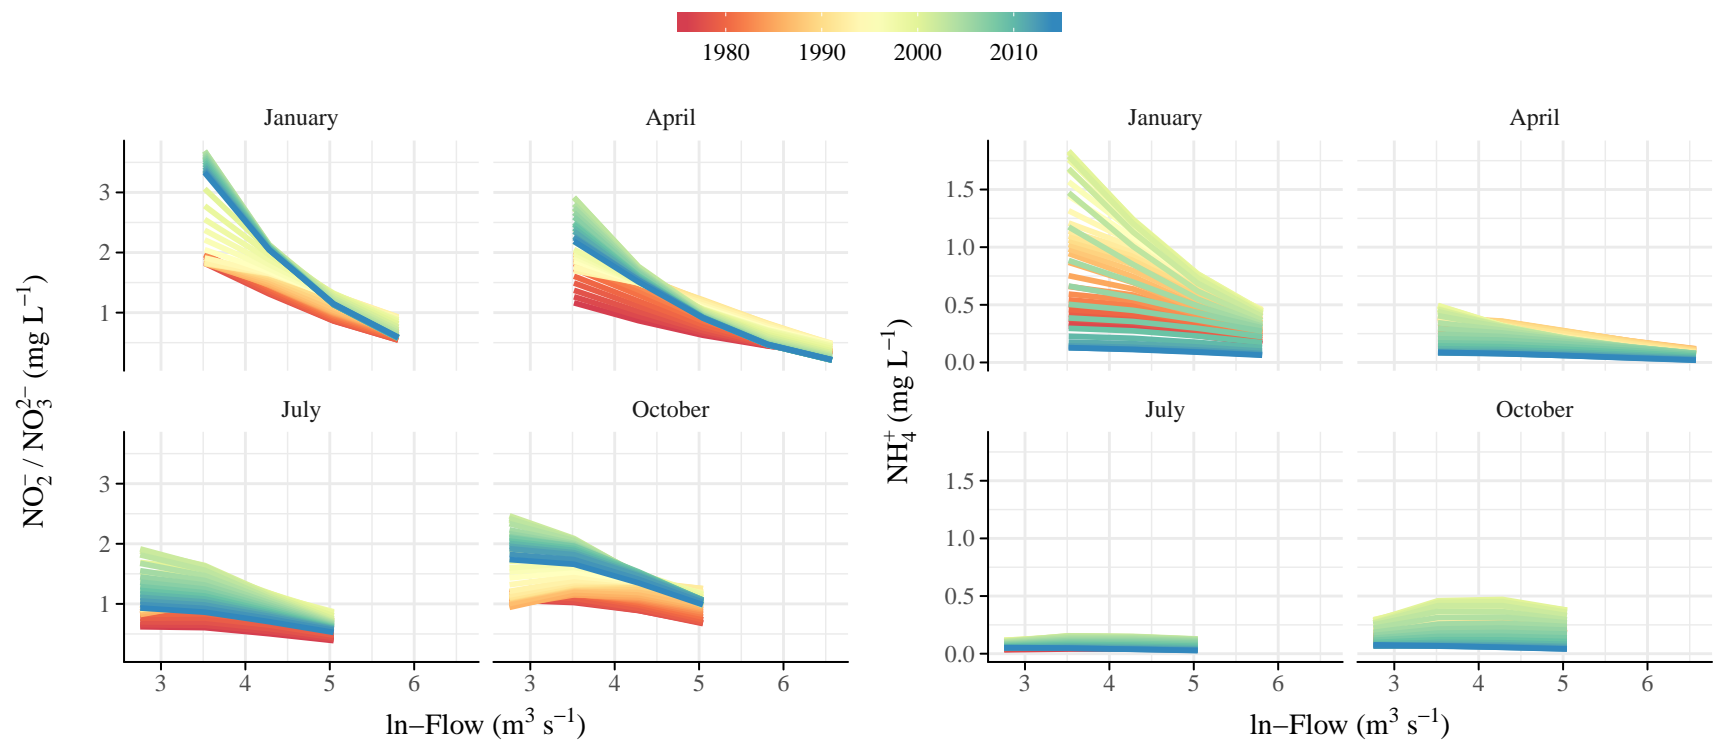 1980 1990 2000 2010
January April
3
2
1
July October
3
2
1
3 4 5 6 3 4 5 6
ln−Flow (m³ s⁻¹)
NO₂⁻ / NO₃²⁻ (mg L⁻¹)
January April
1.5
1.0
0.5
0.0
July October
1.5
1.0
0.5
0.0
3 4 5 6 3 4 5 6
ln−Flow (m³ s⁻¹)
NH₄⁺ (mg L⁻¹)